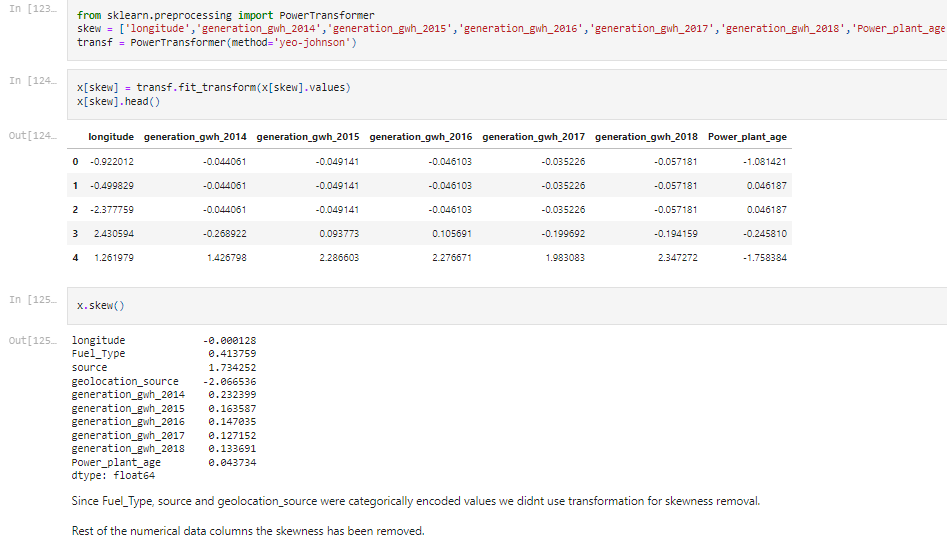 In [123…
from sklearn.preprocessing import PowerTransformer
skew = ['longitude','generation_gwh_2014','generation_gwh_2015','generation_gwh_2016','generation_gwh_2017','generation_gwh_2018','Power_plant_age
transf = PowerTransformer(method='yeo-johnson')
In [124…
x[skew] = transf.fit_transform(x[skew].values)
x[skew].head()
Out[124…
longitude generation_gwh_2014 generation_gwh_2015 generation_gwh_2016 generation_gwh_2017 generation_gwh_2018 Power_plant_age
0 -0.922012 -0.044061 -0.049141 -0.046103 -0.035226 -0.057181 -1.081421
1 -0.499829 -0.044061 -0.049141 -0.046103 -0.035226 -0.057181 0.046187
2 -2.377759 -0.044061 -0.049141 -0.046103 -0.035226 -0.057181 0.046187
3 2.430594 -0.268922 0.093773 0.105691 -0.199692 -0.194159 -0.245810
4 1.261979 1.426798 2.286603 2.276671 1.983083 2.347272 -1.758384
In [125…
x.skew()
Out[125…
longitude -0.000128
Fuel_Type 0.413759
source 1.734252
geolocation_source -2.066536
generation_gwh_2014 0.232399
generation_gwh_2015 0.163587
generation_gwh_2016 0.147035
generation_gwh_2017 0.127152
generation_gwh_2018 0.133691
Power_plant_age 0.043734
dtype: float64
Since Fuel_Type, source and geolocation_source were categorically encoded values we didnt use transformation for skewness removal.
Rest of the numerical data columns the skewness has been removed.